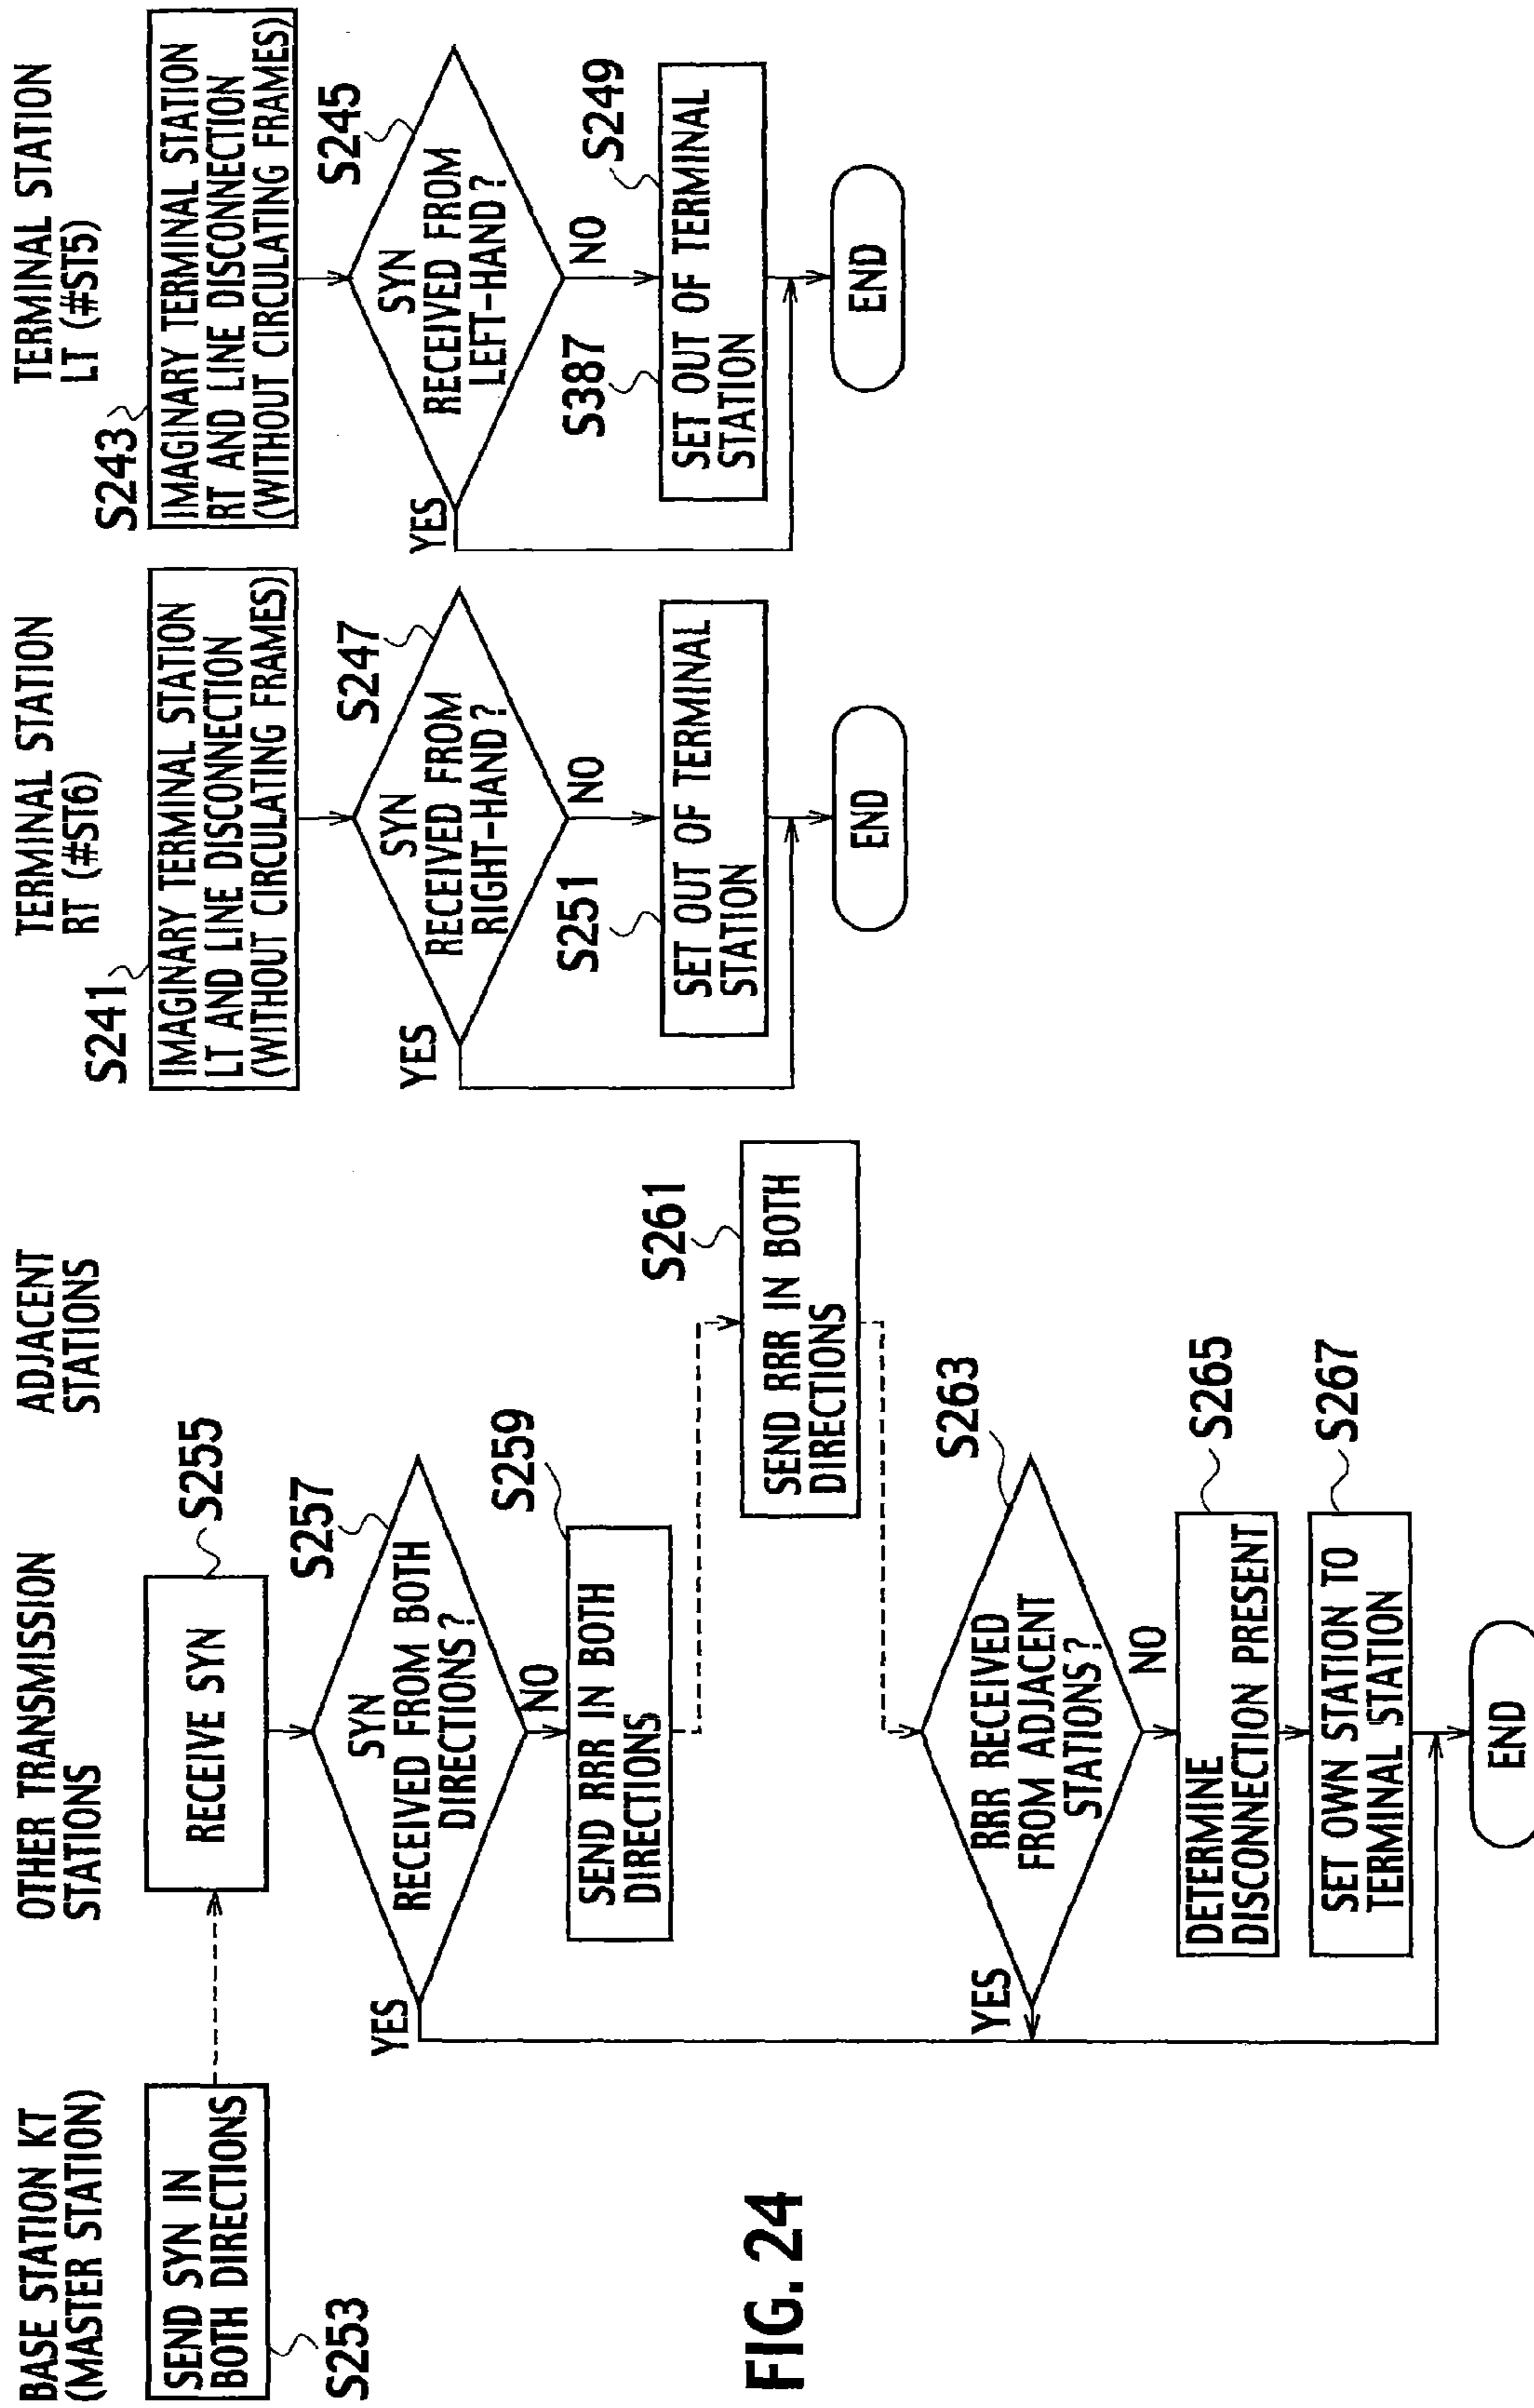 BASE STATION KT
(MASTER STATION)
SEND SYN IN
BOTH DIRECTIONS
S253
OTHER TRANSMISSION
STATIONS
RECEIVE SYN
S255
SYN
RECEIVED FROM BOTH
DIRECTIONS?
S257
YES
NO
SEND RRR IN BOTH
DIRECTIONS
S259
ADJACENT
STATIONS
SEND RRR IN BOTH
DIRECTIONS
S261
RRR RECEIVED
FROM ADJACENT
STATIONS?
S263
YES
NO
DETERMINE
DISCONNECTION PRESENT
S265
SET OWN STATION TO
TERMINAL STATION
S267
END
TERMINAL STATION
RT (#ST6)
S241
IMAGINARY TERMINAL STATION
LT AND LINE DISCONNECTION
(WITHOUT CIRCULATING FRAMES)
SYN
RECEIVED FROM
RIGHT-HAND?
S247
YES
NO
S251
SET OUT OF TERMINAL
STATION
END
TERMINAL STATION
LT (#ST5)
S243
IMAGINARY TERMINAL STATION
RT AND LINE DISCONNECTION
(WITHOUT CIRCULATING FRAMES)
SYN
RECEIVED FROM
LEFT-HAND?
S245
YES
NO
S387
S249
SET OUT OF TERMINAL
STATION
END
FIG. 24